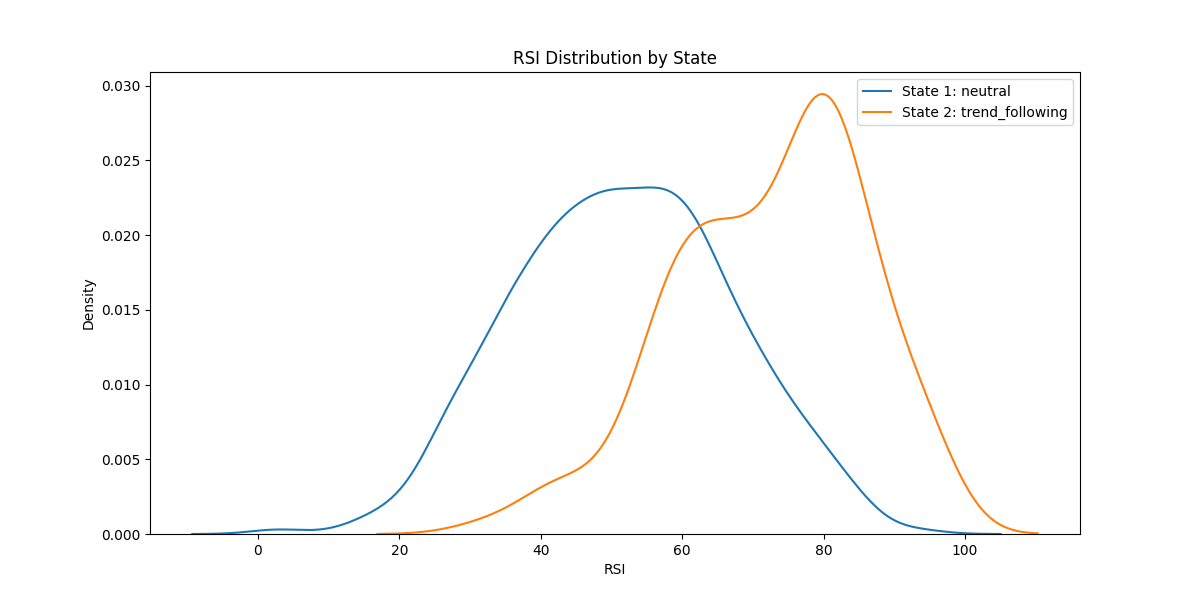 RSI Distribution by State
State 1: neutral
State 2: trend_following
Density
0.030
0.025
0.020
0.015
0.010
0.005
0.000
0
20
40
60
80
100
RSI